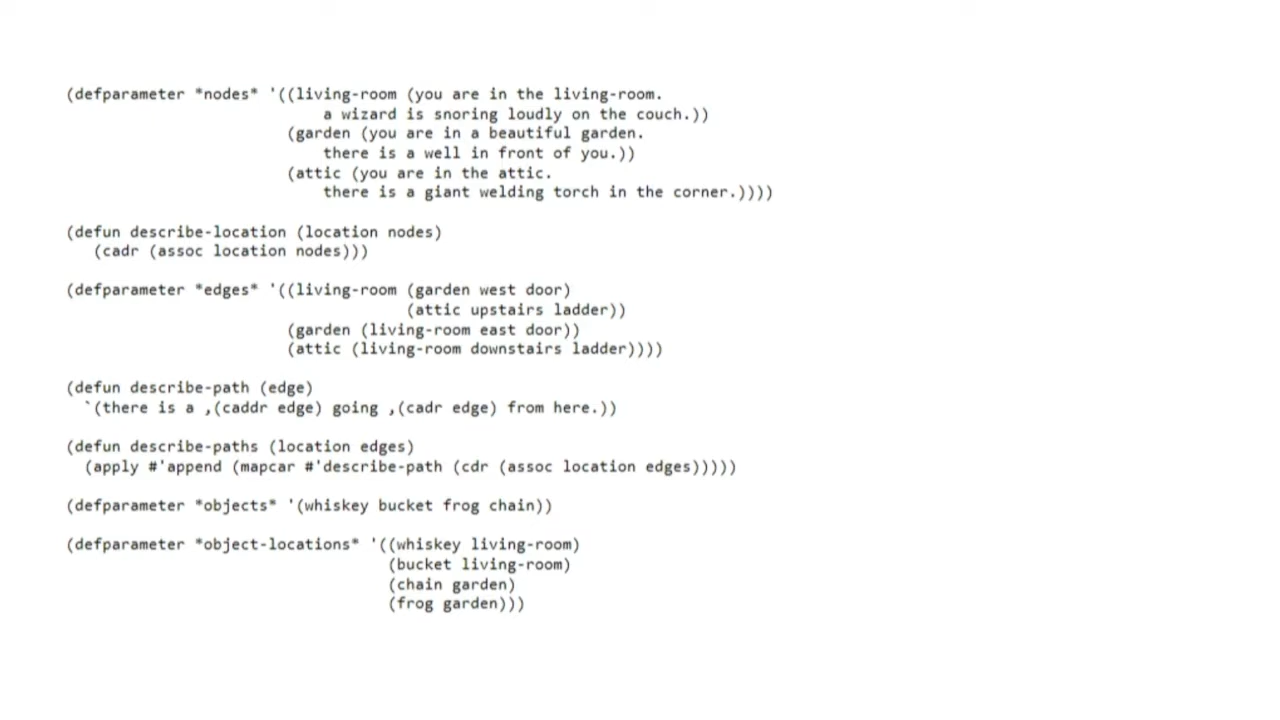 (defparameter *nodes* '((living-room (you are in the living-room.
a wizard is snoring loudly on the couch.))
(garden (you are in a beautiful garden.
there is a well in front of you.))
(attic (you are in the attic.
there is a giant welding torch in the corner.))))
(defun describe-location (location nodes)
(cadr (assoc location nodes)))
(defparameter *edges* '((living-room (garden west door)
(attic upstairs ladder))
(garden (living-room east door))
(attic (living-room downstairs ladder))))
(defun describe-path (edge)
`(there is a ,(caddr edge) going ,(cadr edge) from here.))
(defun describe-paths (location edges)
(apply #'append (mapcar #'describe-path (cdr (assoc location edges)))))
(defparameter *objects* '(whiskey bucket frog chain))
(defparameter *object-locations* '((whiskey living-room)
(bucket living-room)
(chain garden)
(frog garden)))